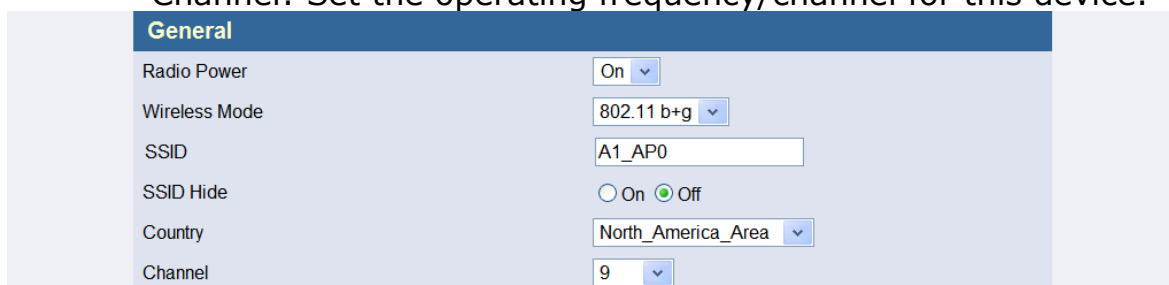 Channel: Set the operating frequency/channel for this device.
General
Radio Power On
Wireless Mode 802.11 b+g
SSID A1_AP0
SSID Hide On Off
Country North_America_Area
Channel 9